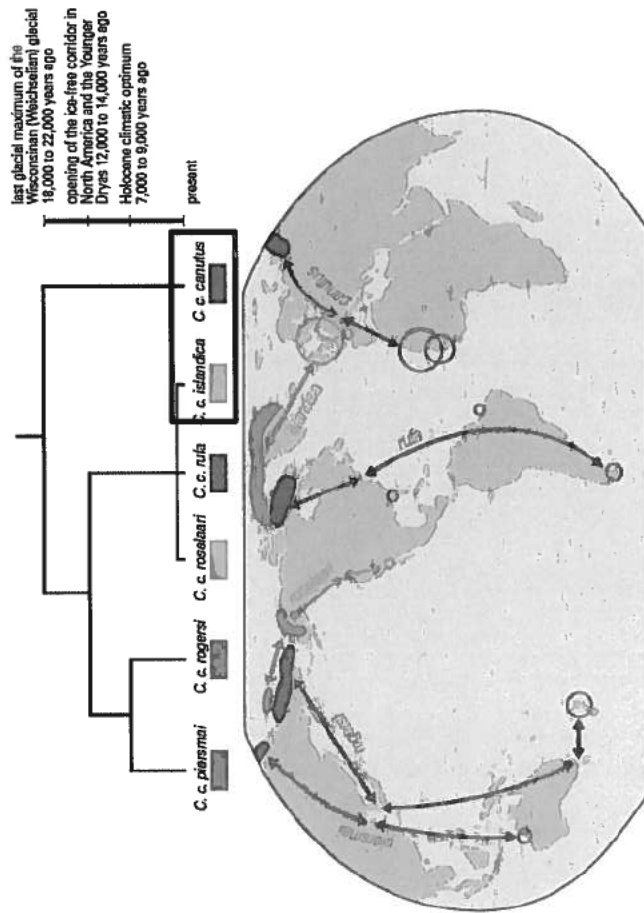 last glacial maximum of the
Wisconsinan (Weichselian) glacial
18,000 to 22,000 years ago
opening of the ice-free corridor in
North America and the Younger
Dryas 12,000 to 14,000 years ago
Holocene climatic optimum
7,000 to 9,000 years ago
present
C. c. piersmai
C. c. rogersi
C. c. roselaari
C. c. rufa
C. c. islandica
C. c. canutus
piersmai
rogersi
rufa
canutus